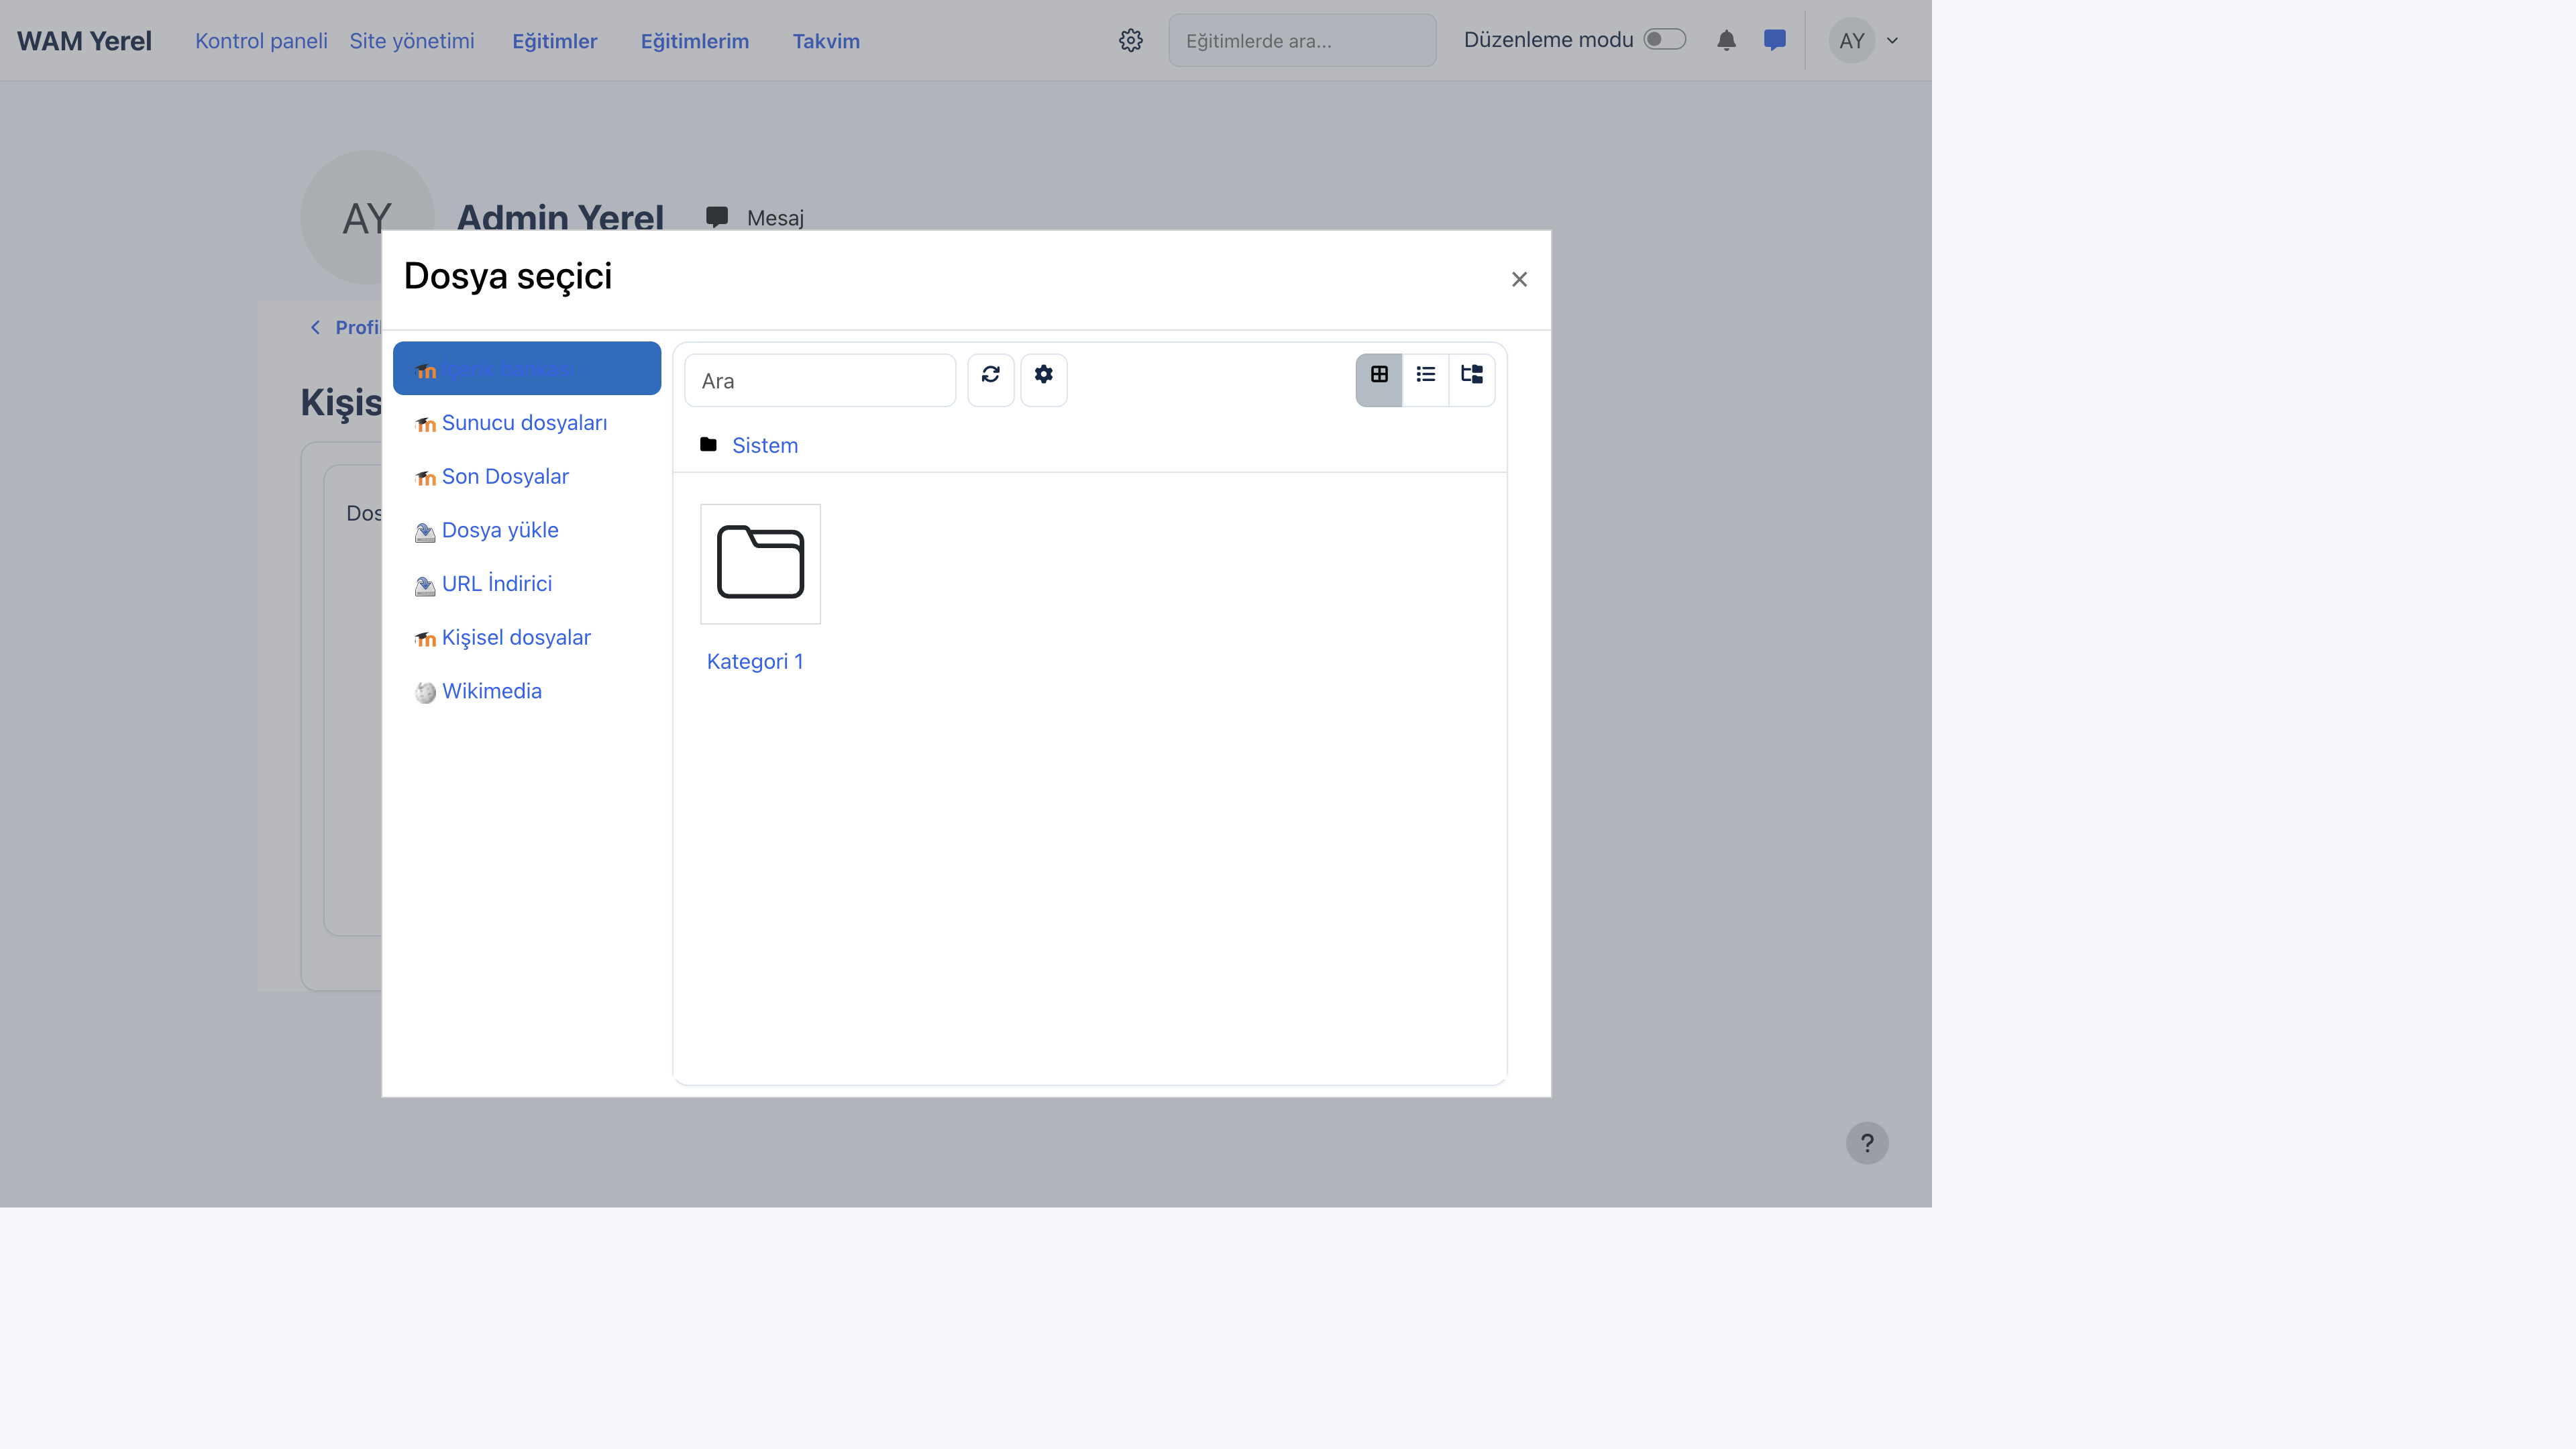 WAM Yerel Kontrol paneli Site yönetimi Eğitimler Eğitimlerim Takvim Eğitimlerde ara... Düzenleme modu AY
AY Admin Yerel Mesaj
Dosya seçici
Profil
Kişis
Dos
Sunucu dosyaları
Son Dosyalar
Dosya yükle
URL İndirici
Kişisel dosyalar
Wikimedia
Ara
Sistem
Kategori 1
?